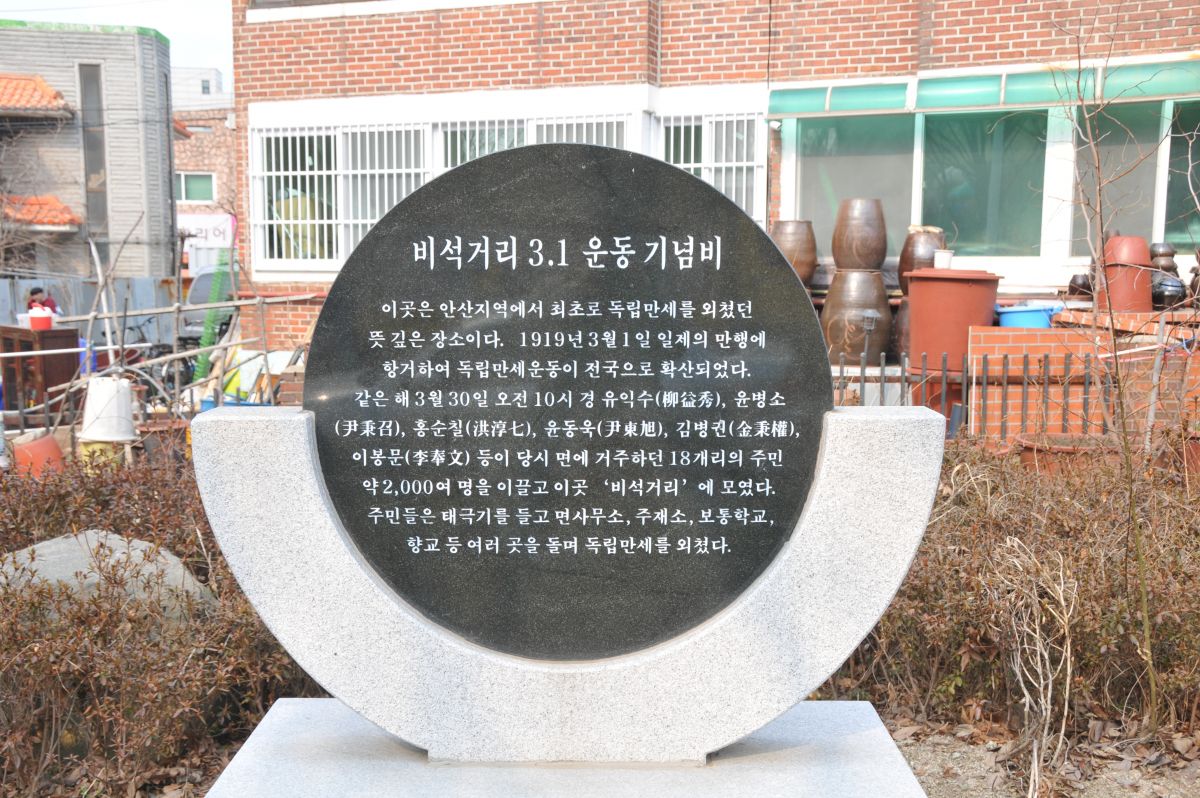 비석거리 3.1 운동 기념비
이곳은 안산지역에서 최초로 독립만세를 외쳤던
뜻 깊은 장소이다. 1919년 3월 1일 일제의 만행에
항거하여 독립만세운동이 전국으로 확산되었다.
같은 해 3월 30일 오전 10시 경 유익수(柳益秀), 윤병소
(尹秉召), 홍순칠(洪淳七), 윤동욱(尹東旭), 김병권(金秉權),
이봉문(李奉文) 등이 당시 면에 거주하던 18개리의 주민
약 2,000여 명을 이끌고 이곳 ‘비석거리’에 모였다.
주민들은 태극기를 들고 면사무소, 주재소, 보통학교,
향교 등 여러 곳을 돌며 독립만세를 외쳤다.